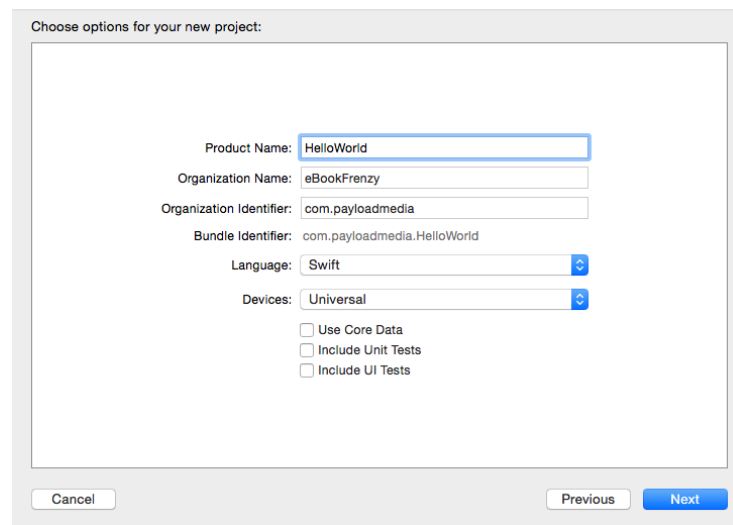 Choose options for your new project:
Product Name: HelloWorld
Organization Name: eBookFrenzy
Organization Identifier: com.payloadmedia
Bundle Identifier: com.payloadmedia.HelloWorld
Language: Swift
Devices: Universal
Use Core Data
Include Unit Tests
Include UI Tests
Cancel Previous Next